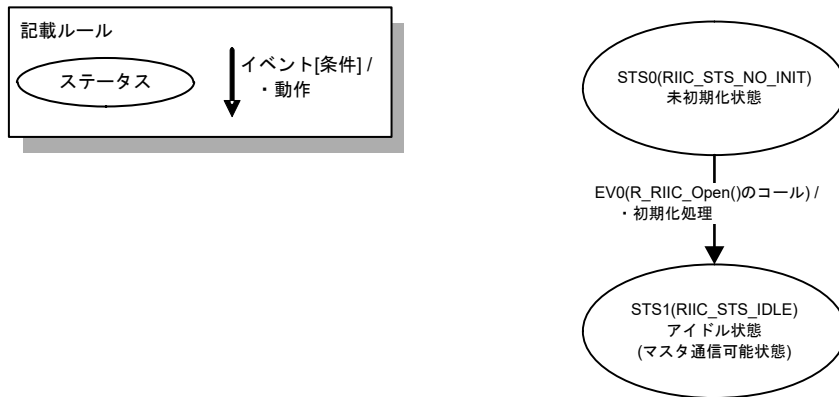 記載ルール
ステータス
イベント[条件] /
・動作
STS0(RIIC_STS_NO_INIT)
未初期化状態
EV0(R_RIIC_Open()のコール) /
・初期化処理
STS1(RIIC_STS_IDLE)
アイドル状態
(マスタ通信可能状態)